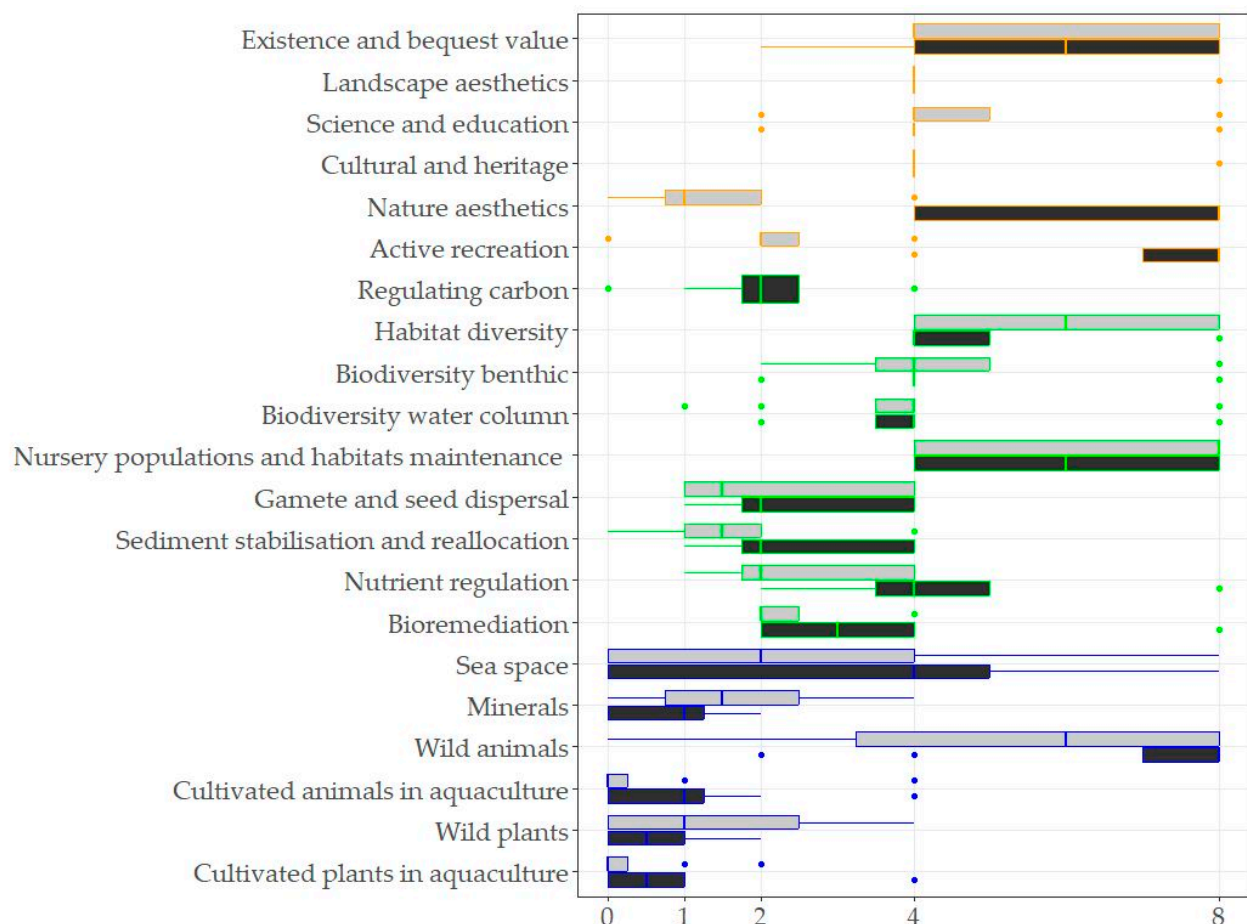 Existence and bequest value
Landscape aesthetics
Science and education
Cultural and heritage
Nature aesthetics
Active recreation
Regulating carbon
Habitat diversity
Biodiversity benthic
Biodiversity water column
Nursery populations and habitats maintenance
Gamete and seed dispersal
Sediment stabilisation and reallocation
Nutrient regulation
Bioremediation
Sea space
Minerals
Wild animals
Cultivated animals in aquaculture
Wild plants
Cultivated plants in aquaculture
0 1 2 4 8